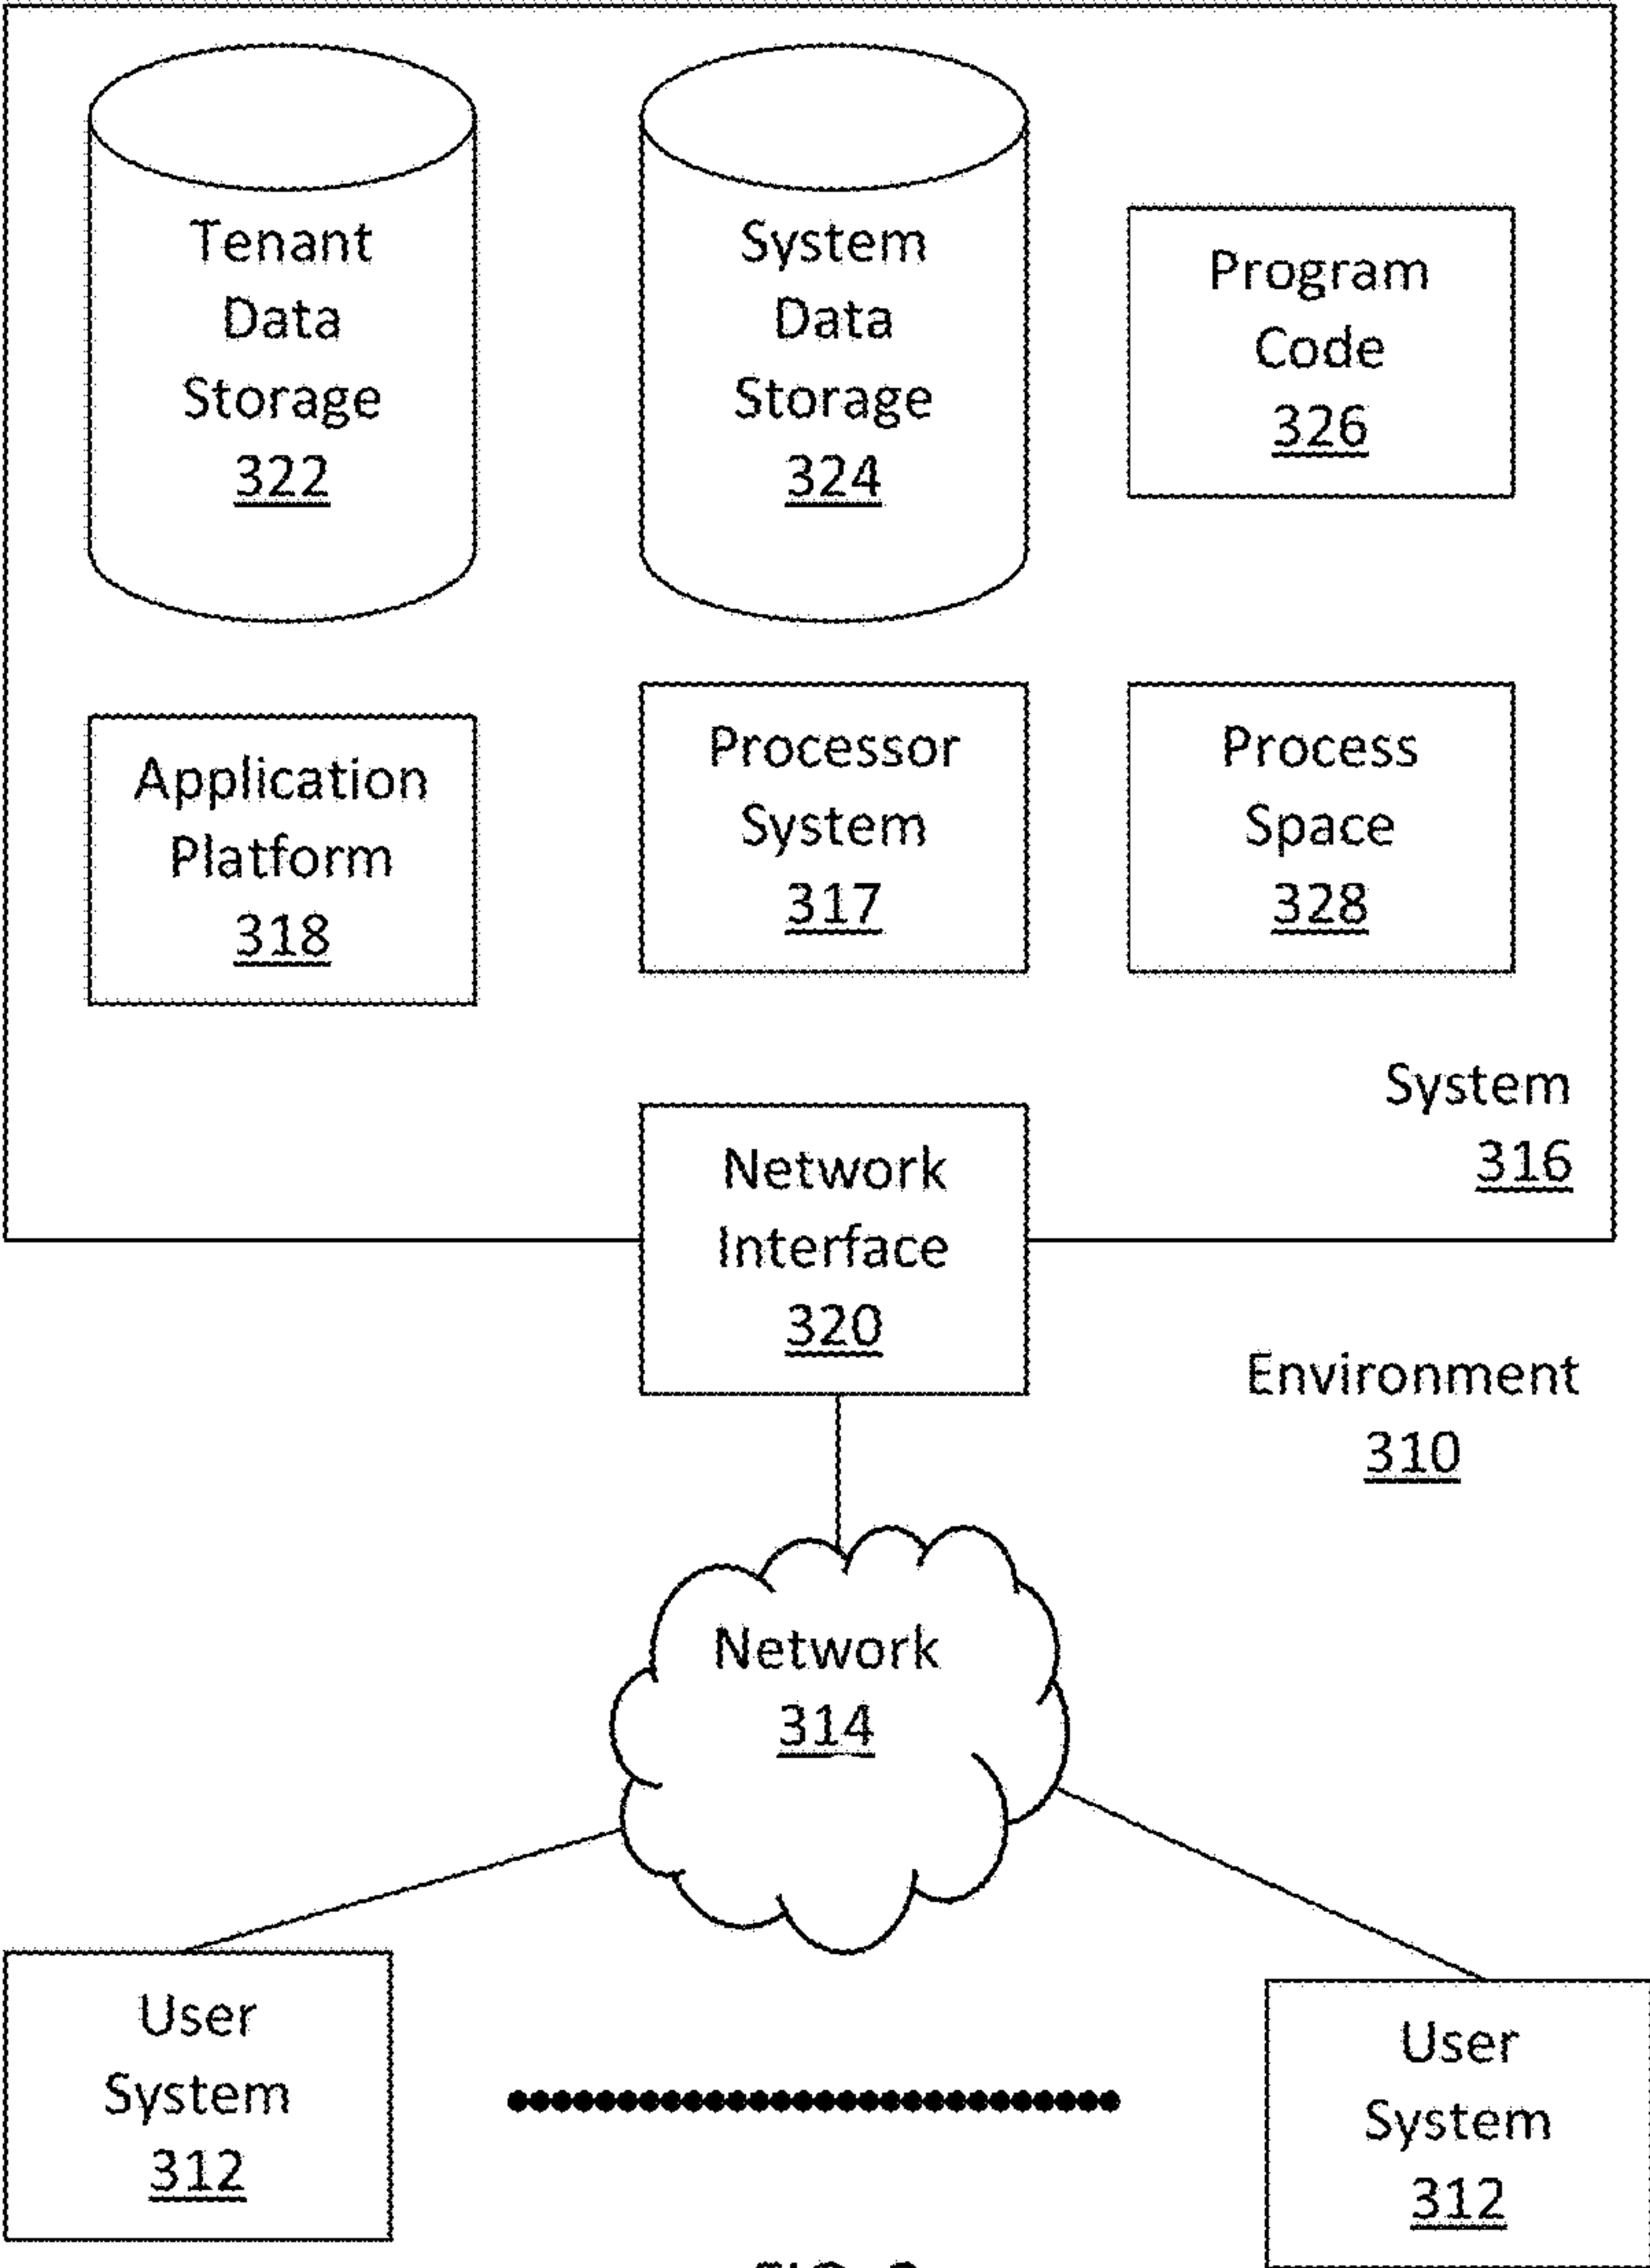 Tenant
Data
Storage
322
System
Data
Storage
324
Program
Code
326
Application
Platform
318
Processor
System
317
Process
Space
328
System
316
Network
Interface
320
Environment
310
Network
314
User
System
312
User
System
312